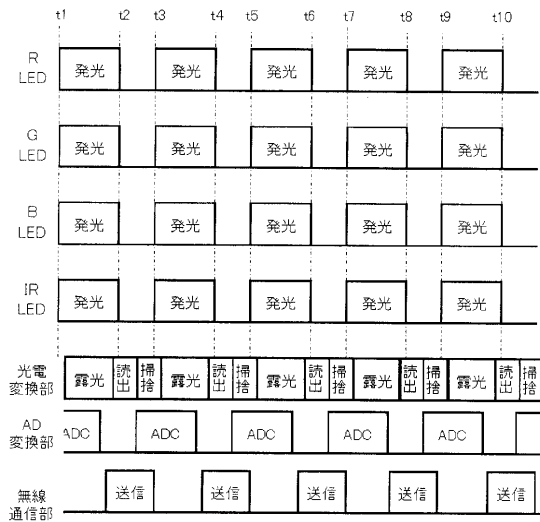 t1 t2 t3 t4 t5 t6 t7 t8 t9 t10
R
LED
発光 発光 発光 発光 発光
G
LED
発光 発光 発光 発光 発光
B
LED
発光 発光 発光 発光 発光
IR
LED
発光 発光 発光 発光 発光
光電
変換部
露光 読出 掃捨 露光 読出 掃捨 露光 読出 掃捨 露光 読出 掃捨 露光 読出 掃捨
AD
変換部
ADC ADC ADC ADC ADC
無線
通信部
送信 送信 送信 送信 送信